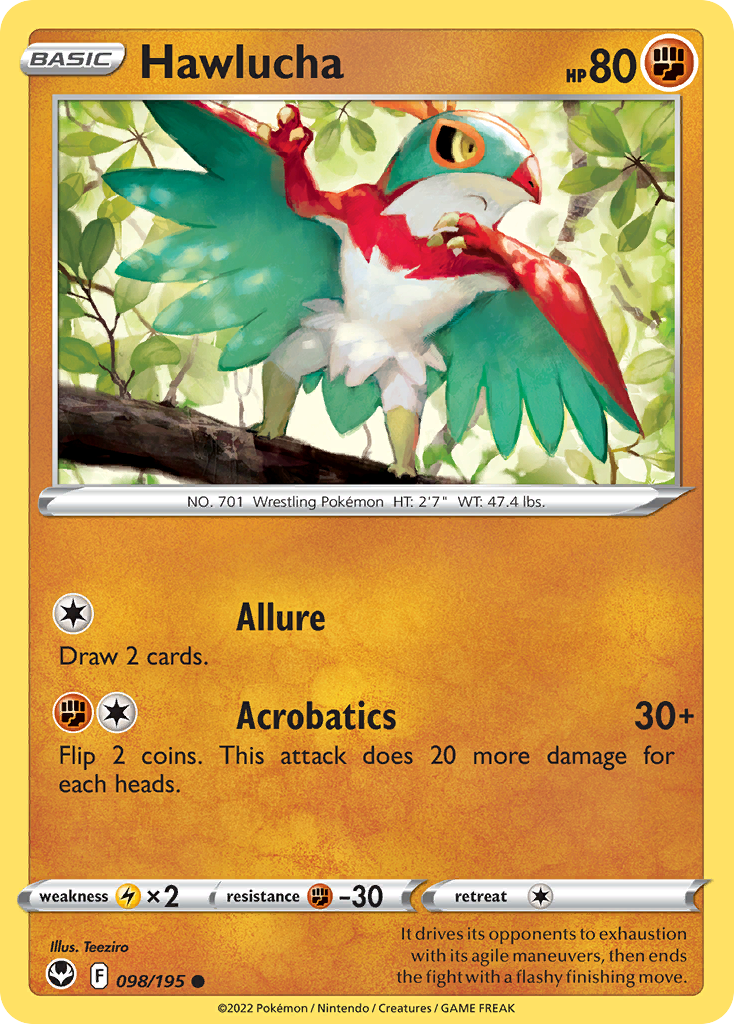 BASIC Hawlucha HP80
NO. 701 Wrestling Pokémon HT: 2'7" WT: 47.4 lbs.
Allure
Draw 2 cards.
Acrobatics 30+
Flip 2 coins. This attack does 20 more damage for
each heads.
weakness ×2 resistance -30 retreat
It drives its opponents to exhaustion
with its agile maneuvers, then ends
the fight with a flashy finishing move.
Illus. Teeziro
F 098/195
©2022 Pokémon / Nintendo / Creatures / GAME FREAK